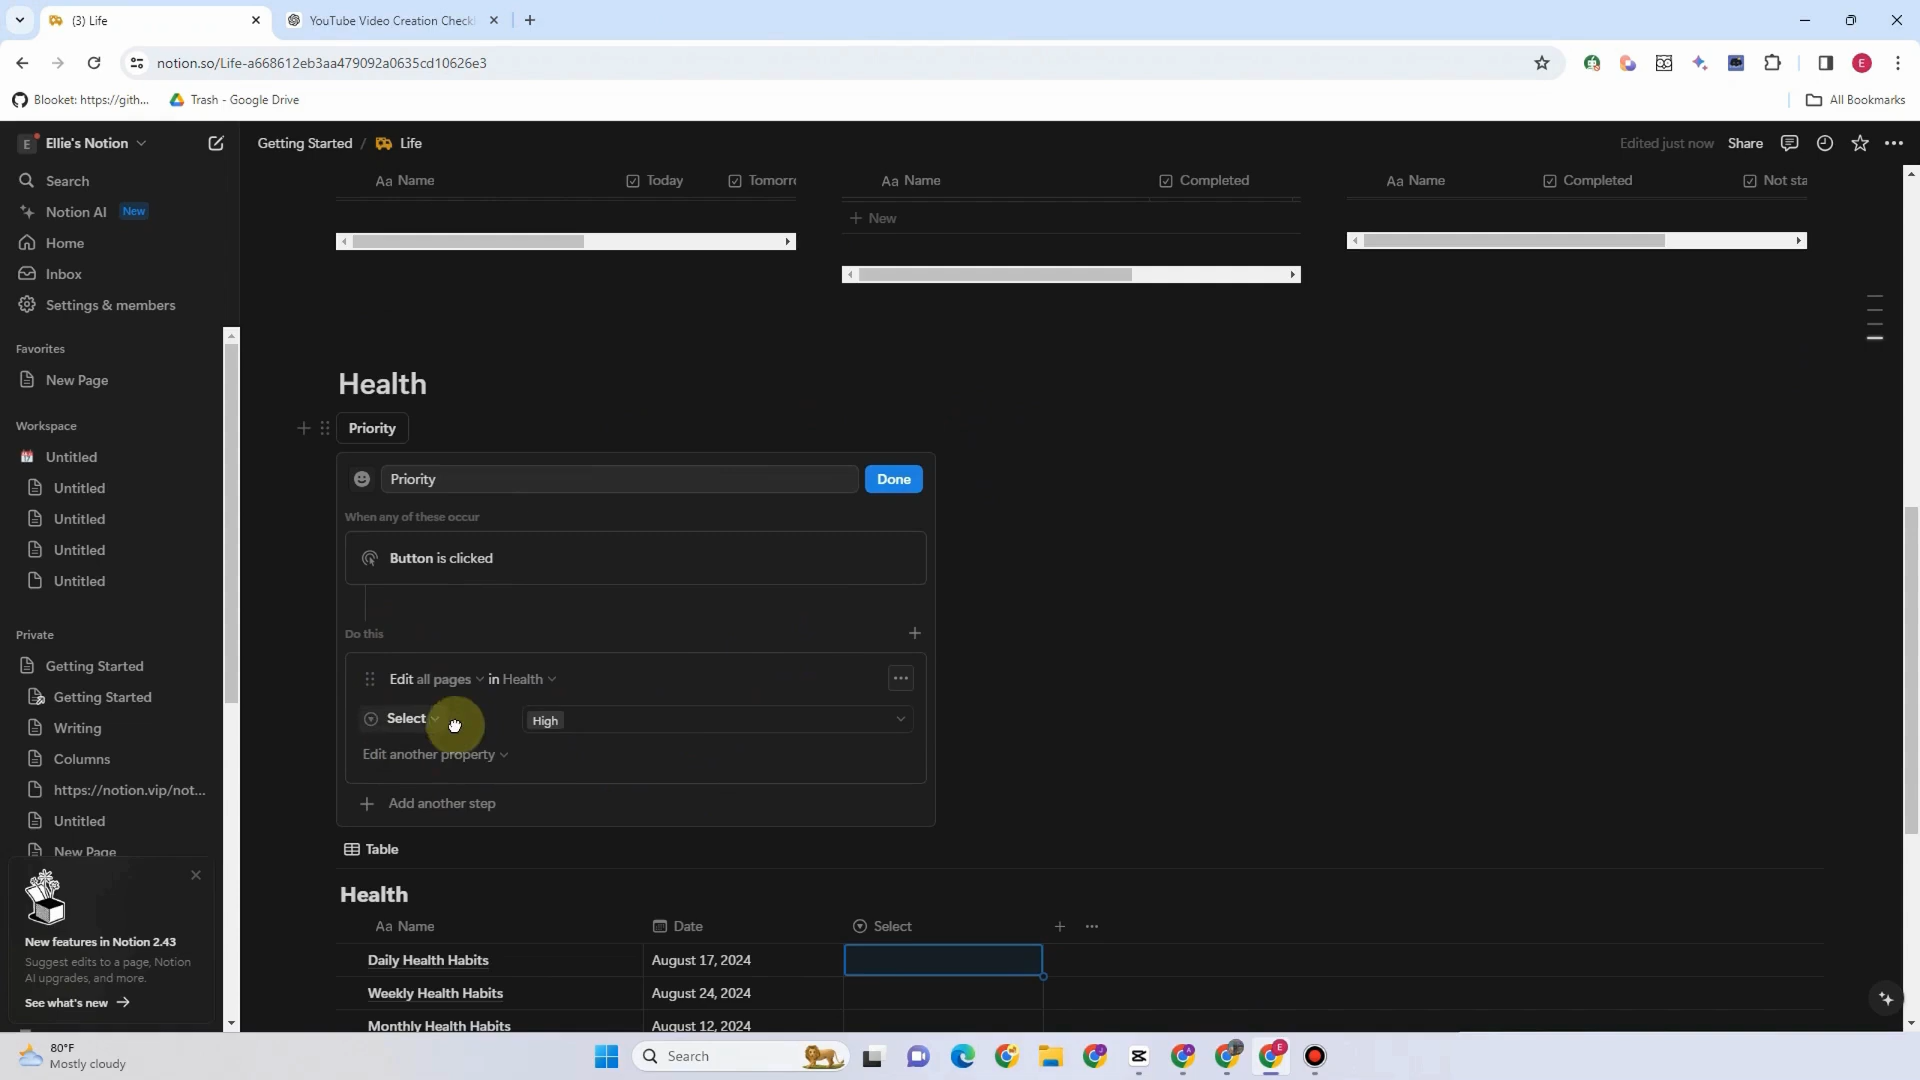 (3) Life
YouTube Video Creation Check
notion.so/Life-a668612eb3aa479092a0635cd10626e3
E
Blooket: https://gith...
Trash - Google Drive
All Bookmarks
E
Ellie's Notion
Getting Started / Life
Edited just now
Share
Search
Notion AI New
Home
Inbox
Settings & members
Favorites
New Page
Workspace
Untitled
Untitled
Untitled
Untitled
Untitled
Private
Getting Started
Getting Started
Writing
Columns
https://notion.vip/not...
Untitled
New Page
New features in Notion 2.43
Suggest edits to a page, Notion
AI upgrades, and more.
See what's new →
Aa Name Today Tomorr
Aa Name Completed
+ New
Aa Name Completed Not sta
Health
Priority
Priority
Done
When any of these occur
Button is clicked
Do this
Edit all pages in Health
Select High
Edit another property
Add another step
Table
Health
Aa Name Date Select
Daily Health Habits August 17, 2024
Weekly Health Habits August 24, 2024
Monthly Health Habits August 12, 2024
80°F
Mostly cloudy
Search